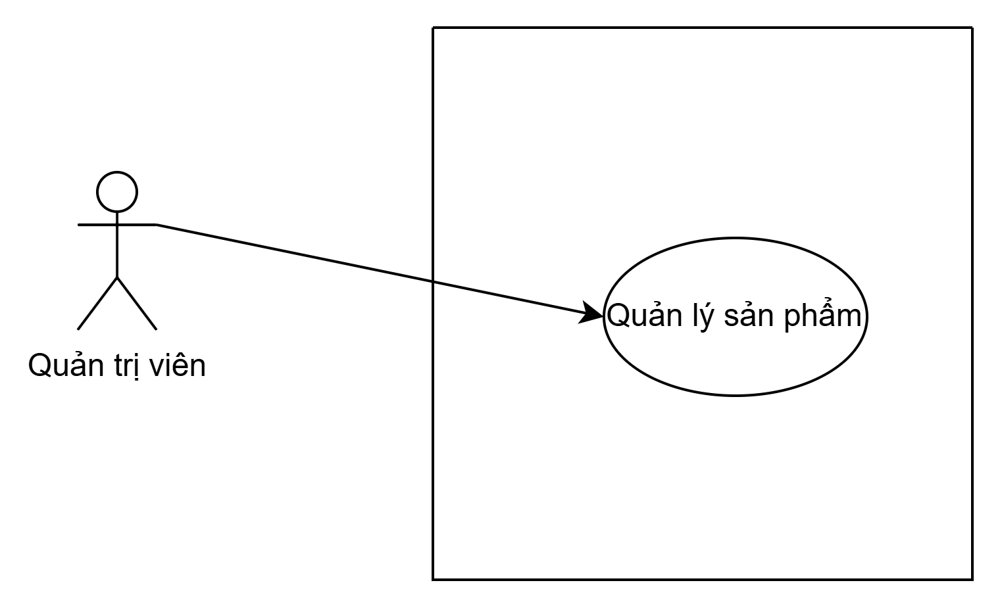 Quản trị viên
Quản lý sản phẩm